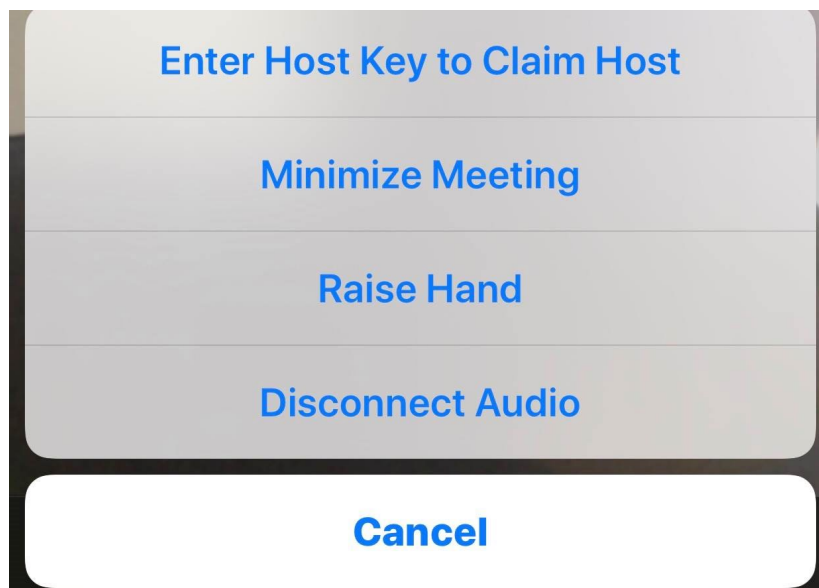 Enter Host Key to Claim Host
Minimize Meeting
Raise Hand
Disconnect Audio
Cancel